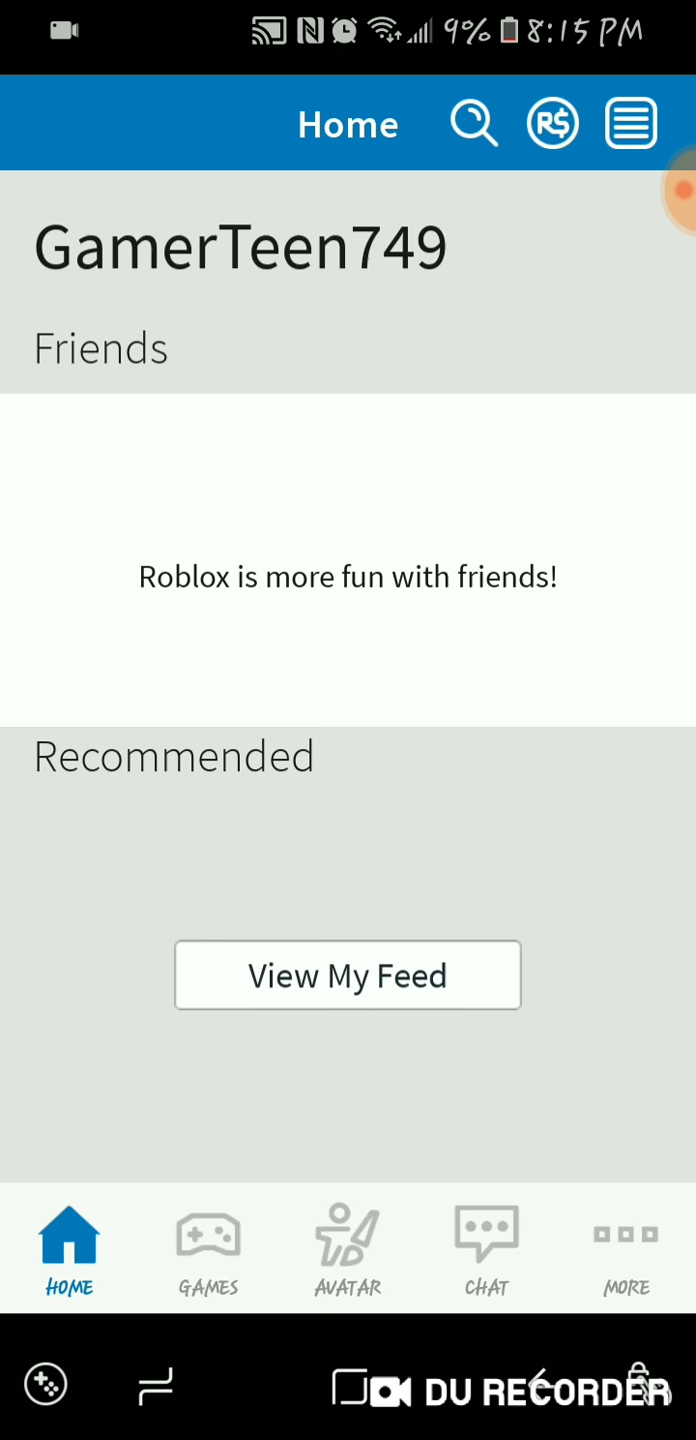 9% 8:15 PM
Home R$
GamerTeen749
Friends
Roblox is more fun with friends!
Recommended
View My Feed
HOME GAMES AVATAR CHAT MORE
DU RECORDER